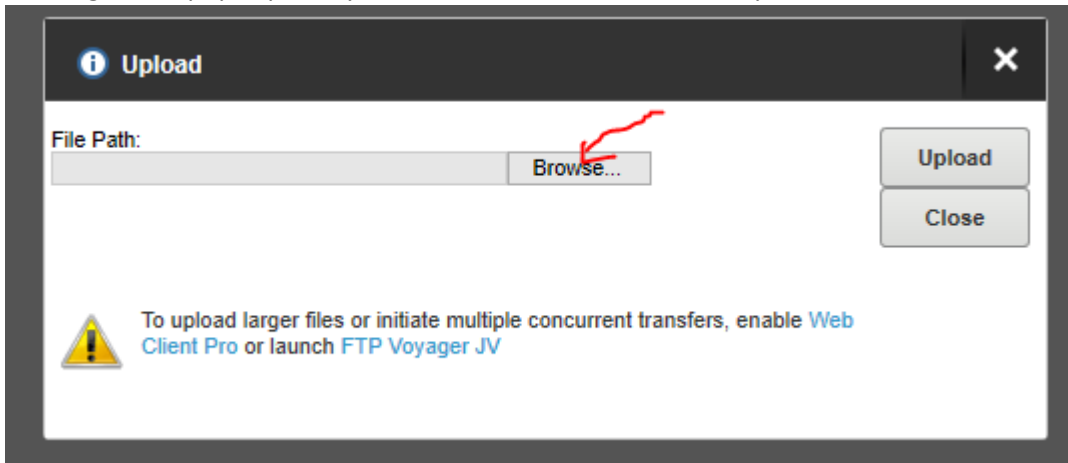 Upload
File Path:
Browse...
Upload
Close
To upload larger files or initiate multiple concurrent transfers, enable Web
Client Pro or launch FTP Voyager JV